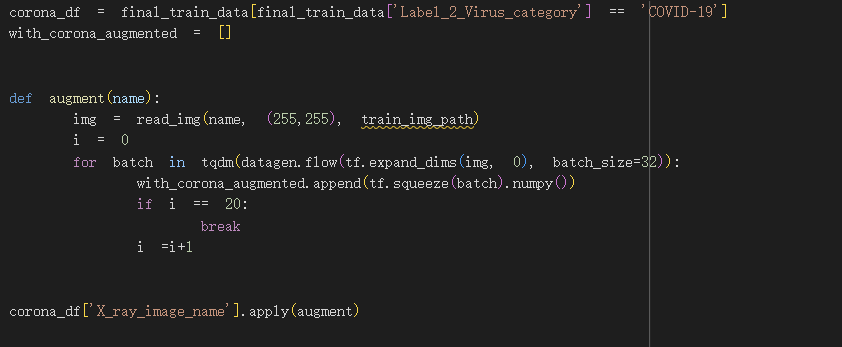 corona_df = final_train_data[final_train_data['Label_2_Virus_category'] == 'COVID-19']
with_corona_augmented = []
def augment(name):
img = read_img(name, (255,255), train_img_path)
i = 0
for batch in tqdm(datagen.flow(tf.expand_dims(img, 0), batch_size=32)):
with_corona_augmented.append(tf.squeeze(batch).numpy())
if i == 20:
break
i =i+1
corona_df['X_ray_image_name'].apply(augment)